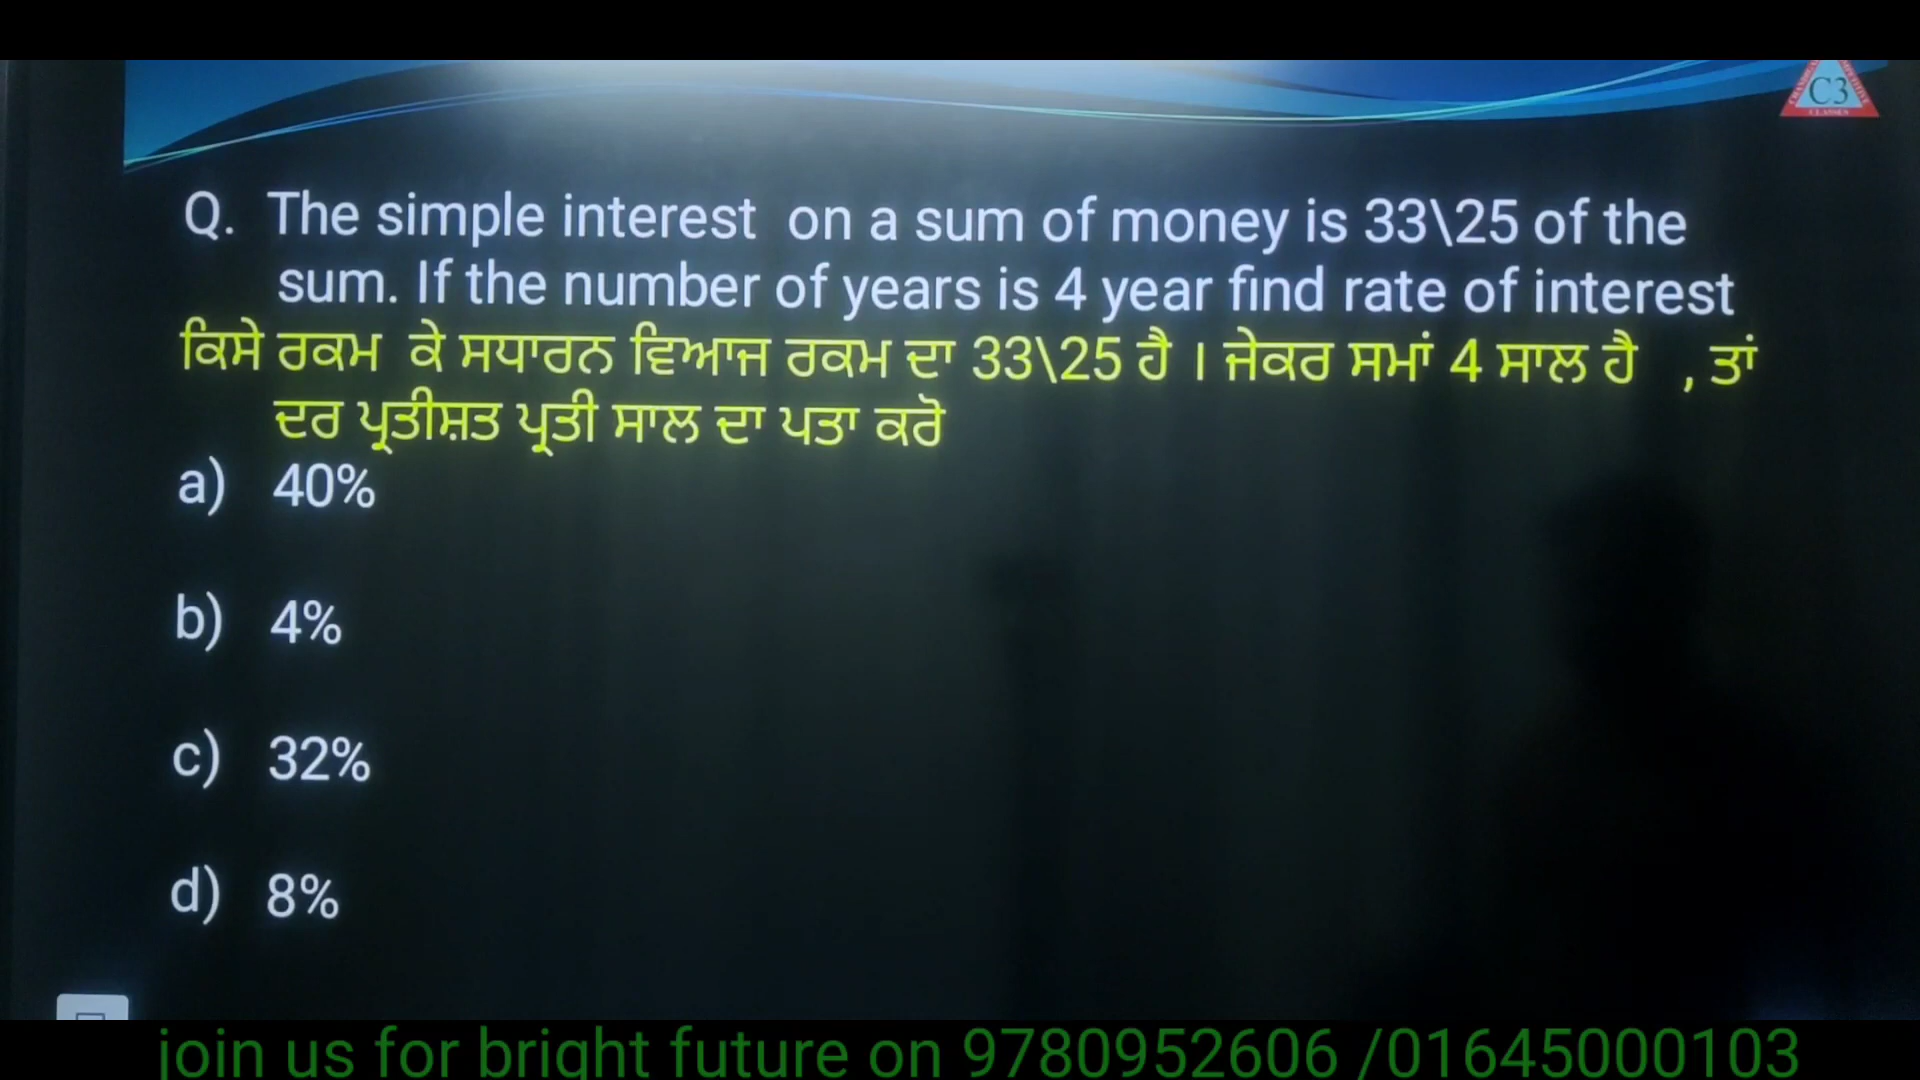 C3
CLASSES
Q. The simple interest on a sum of money is 33\25 of the
sum. If the number of years is 4 year find rate of interest
ਕਿਸੇ ਰਕਮ ਕੇ ਸਧਾਰਨ ਵਿਆਜ ਰਕਮ ਦਾ 33\25 ਹੈ । ਜੇਕਰ ਸਮਾਂ 4 ਸਾਲ ਹੈ , ਤਾਂ
ਦਰ ਪ੍ਰਤੀਸ਼ਤ ਪ੍ਰਤੀ ਸਾਲ ਦਾ ਪਤਾ ਕਰੋ
a) 40%
b) 4%
c) 32%
d) 8%
join us for bright future on 9780952606 /01645000103